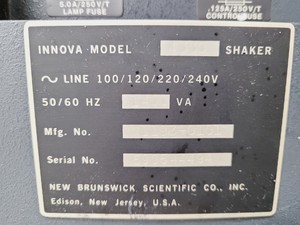 5.0A/250V/T
LAMP FUSE
.125A/250V/T
CONTROL FUSE
INNOVA MODEL SHAKER
~ LINE 100/120/220/240V
50/60 HZ VA
Mfg. No.
Serial No.
NEW BRUNSWICK SCIENTIFIC CO., INC.
Edison, New Jersey, U.S.A.